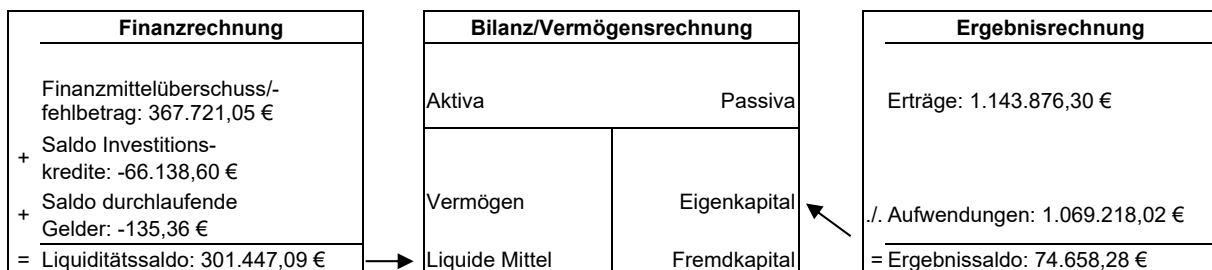 Finanzrechnung
Finanzmittelüberschuss/-
fehlbetrag: 367.721,05 €
+ Saldo Investitions-
kredite: -66.138,60 €
+ Saldo durchlaufende
Gelder: -135,36 €
= Liquiditätssaldo: 301.447,09 €
Bilanz/Vermögensrechnung
Aktiva Passiva
Vermögen Eigenkapital
Liquide Mittel Fremdkapital
Ergebnisrechnung
Erträge: 1.143.876,30 €
./. Aufwendungen: 1.069.218,02 €
= Ergebnissaldo: 74.658,28 €